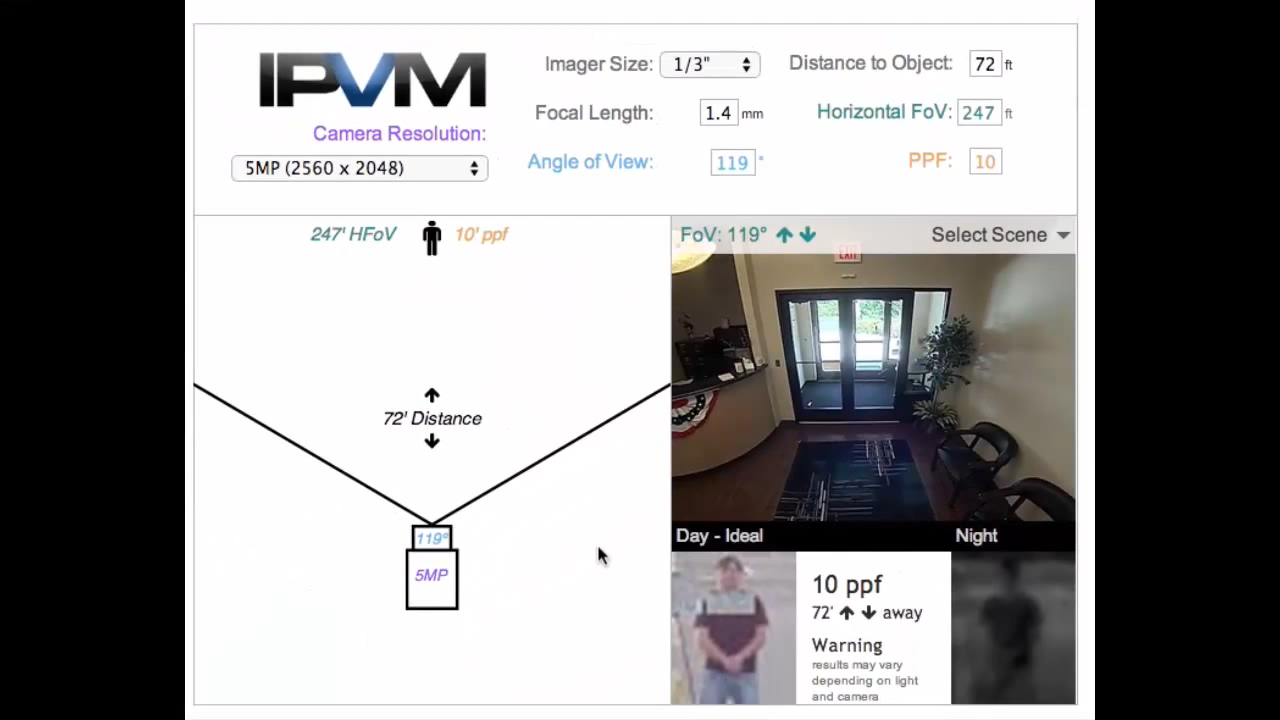 IPVM
Camera Resolution:
5MP (2560 x 2048)
Imager Size: 1/3"
Focal Length: 1.4 mm
Angle of View: 119 °
Distance to Object: 72 ft
Horizontal FoV: 247 ft
PPF: 10
247' HFoV 10' ppf
72' Distance
119º
5MP
FoV: 119° Select Scene
EXIT
Day - Ideal Night
10 ppf
72' away
Warning
results may vary
depending on light
and camera